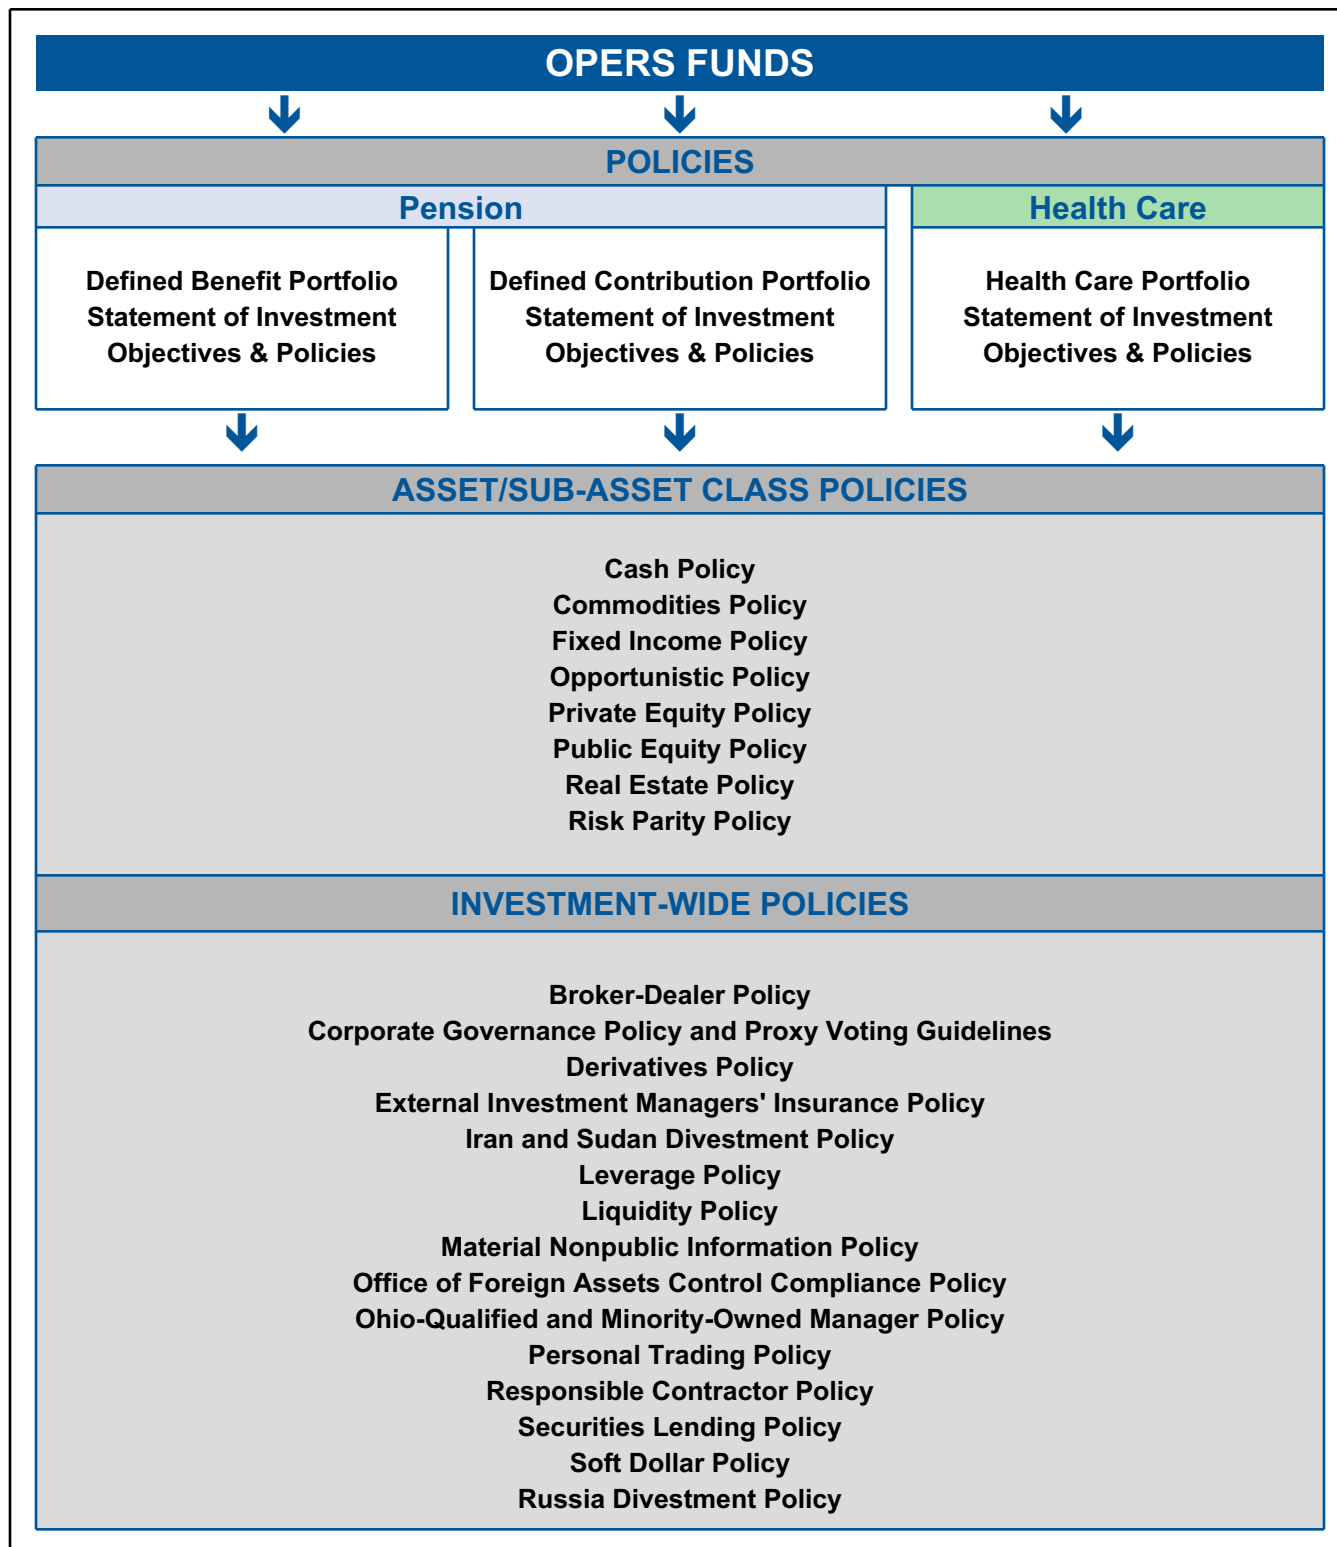 OPERS FUNDS
POLICIES
Pension
Health Care
Defined Benefit Portfolio
Statement of Investment
Objectives & Policies
Defined Contribution Portfolio
Statement of Investment
Objectives & Policies
Health Care Portfolio
Statement of Investment
Objectives & Policies
ASSET/SUB-ASSET CLASS POLICIES
Cash Policy
Commodities Policy
Fixed Income Policy
Opportunistic Policy
Private Equity Policy
Public Equity Policy
Real Estate Policy
Risk Parity Policy
INVESTMENT-WIDE POLICIES
Broker-Dealer Policy
Corporate Governance Policy and Proxy Voting Guidelines
Derivatives Policy
External Investment Managers' Insurance Policy
Iran and Sudan Divestment Policy
Leverage Policy
Liquidity Policy
Material Nonpublic Information Policy
Office of Foreign Assets Control Compliance Policy
Ohio-Qualified and Minority-Owned Manager Policy
Personal Trading Policy
Responsible Contractor Policy
Securities Lending Policy
Soft Dollar Policy
Russia Divestment Policy